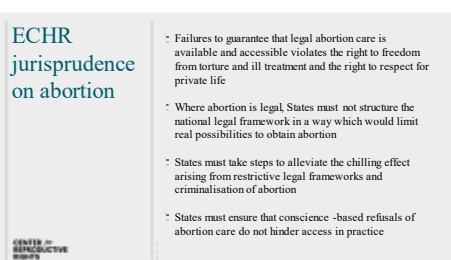 ECHR
jurisprudence
on abortion
Failures to guarantee that legal abortion care is
available and accessible violates the right to freedom
from torture and ill treatment and the right to respect for
private life
Where abortion is legal, States must not structure the
national legal framework in a way which would limit
real possibilities to obtain abortion
States must take steps to alleviate the chilling effect
arising from restrictive legal frameworks and
criminalisation of abortion
States must ensure that conscience -based refusals of
abortion care do not hinder access in practice
CENTER for
REPRODUCTIVE
RIGHTS